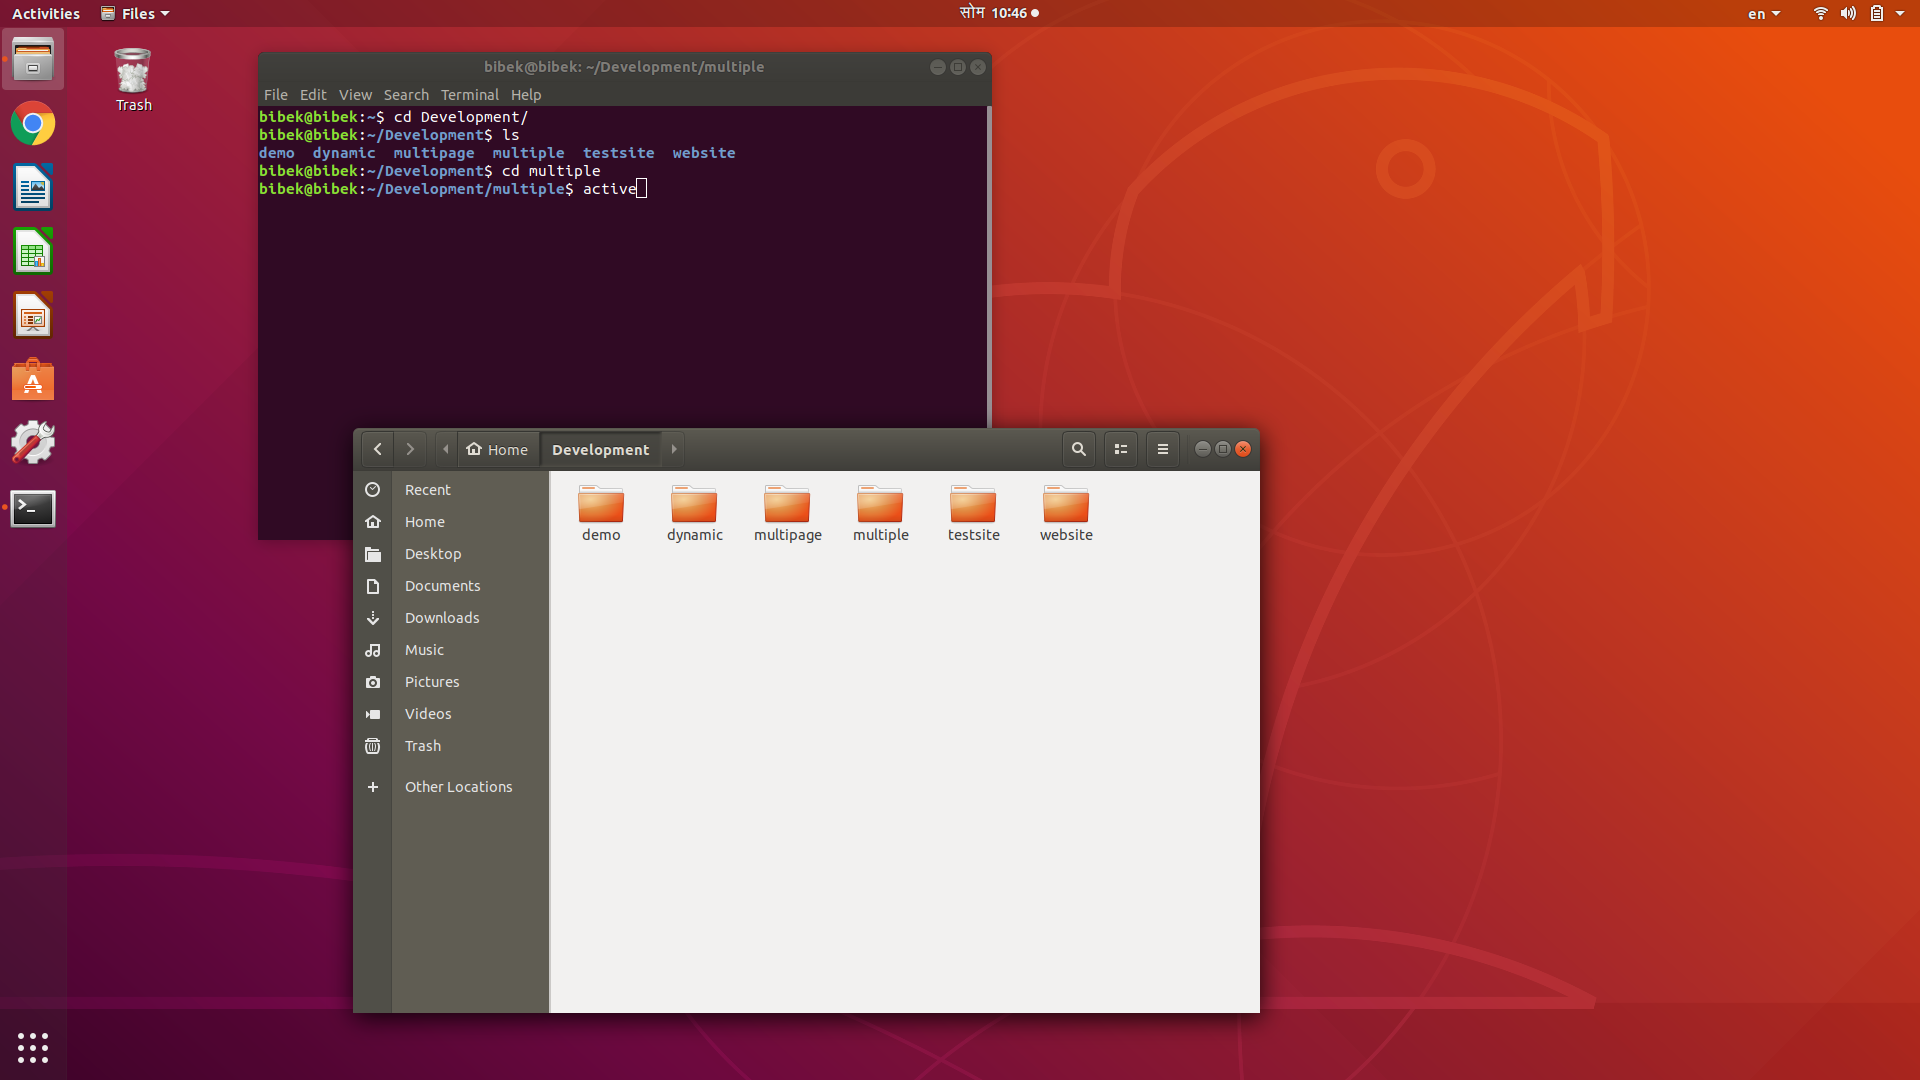 Activities Files सोम 10:46 en
Trash
bibek@bibek: ~/Development/multiple
File Edit View Search Terminal Help
bibek@bibek:~$ cd Development/
bibek@bibek:~/Development$ ls
demo dynamic multipage multiple testsite website
bibek@bibek:~/Development$ cd multiple
bibek@bibek:~/Development/multiple$ active
Home Development
Recent
Home
Desktop
Documents
Downloads
Music
Pictures
Videos
Trash
Other Locations
demo dynamic multipage multiple testsite website